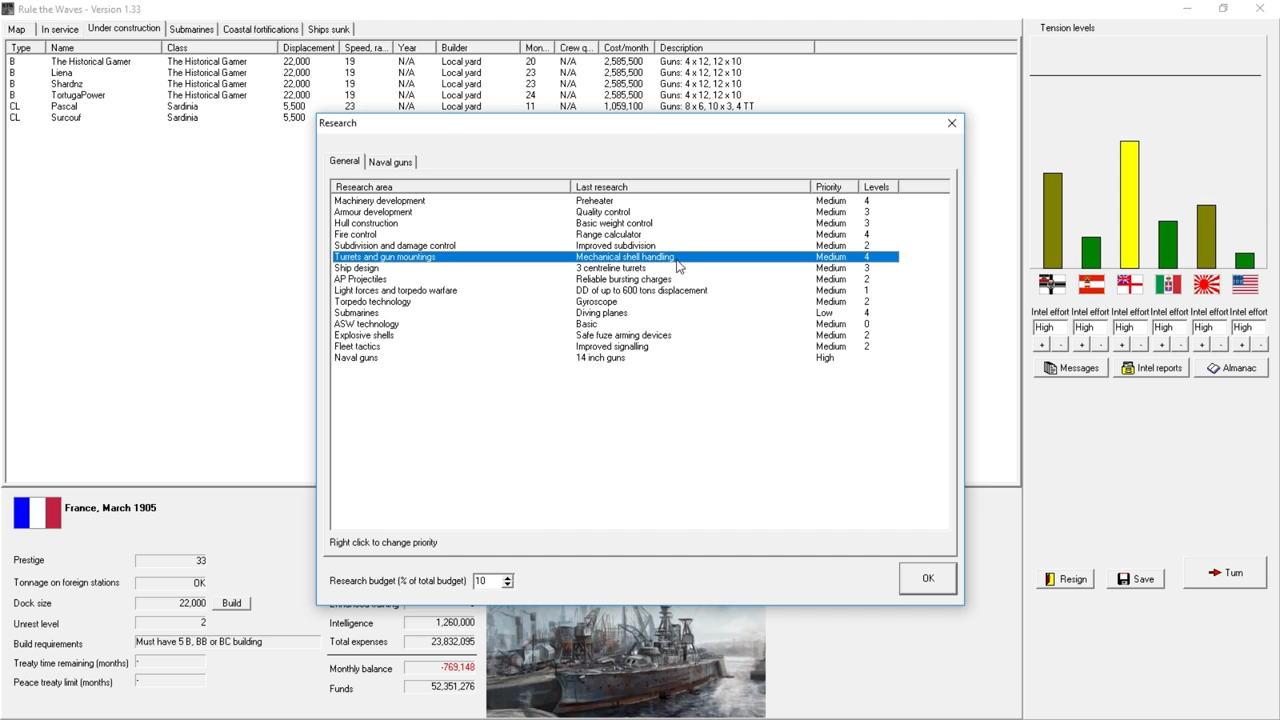 Rule the Waves - Version 1.33
Map In service Under construction Submarines Coastal fortifications Ships sunk
Type Name Class Displacement Speed, ra... Year Builder Mon... Crew q... Cost/month Description
B The Historical Gamer The Historical Gamer 22,000 19 N/A Local yard 20 N/A 2,585,500 Guns: 4 x 12, 12 x 10
B Liena The Historical Gamer 22,000 19 N/A Local yard 23 N/A 2,585,500 Guns: 4 x 12, 12 x 10
B Shardnz The Historical Gamer 22,000 19 N/A Local yard 23 N/A 2,585,500 Guns: 4 x 12, 12 x 10
B TortugaPower The Historical Gamer 22,000 19 N/A Local yard 24 N/A 2,585,500 Guns: 4 x 12, 12 x 10
CL Pascal Sardinia 5,500 23 N/A Local yard 11 N/A 1,059,100 Guns: 8 x 6, 10 x 3, 4 TT
CL Surcouf Sardinia 5,500
Research
General Naval guns
Research area Last research Priority Levels
Machinery development Preheater Medium 4
Armour development Quality control Medium 3
Hull construction Basic weight control Medium 3
Fire control Range calculator Medium 4
Subdivision and damage control Improved subdivision Medium 2
Turrets and gun mountings Mechanical shell handling Medium 4
Ship design 3 centreline turrets Medium 3
AP Projectiles Reliable bursting charges Medium 2
Light forces and torpedo warfare DD of up to 600 tons displacement Medium 1
Torpedo technology Gyroscope Medium 2
Submarines Diving planes Low 4
ASW technology Basic Medium 0
Explosive shells Safe fuze arming devices Medium 2
Fleet tactics Improved signalling Medium 2
Naval guns 14 inch guns High
Right click to change priority
Research budget (% of total budget) 10
OK
Tension levels
Intel effort Intel effort Intel effort Intel effort Intel effort Intel effort
High High High High High High
+ - + - + - + - + - + -
Messages Intel reports Almanac
Resign Save Turn
France, March 1905
Prestige 33
Tonnage on foreign stations OK
Dock size 22,000 Build
Unrest level 2
Build requirements Must have 5 B, BB or BC building
Treaty time remaining (months) -
Peace treaty limit (months) -
Intelligence 1,260,000
Total expenses 23,832,095
Monthly balance -769,148
Funds 52,351,276